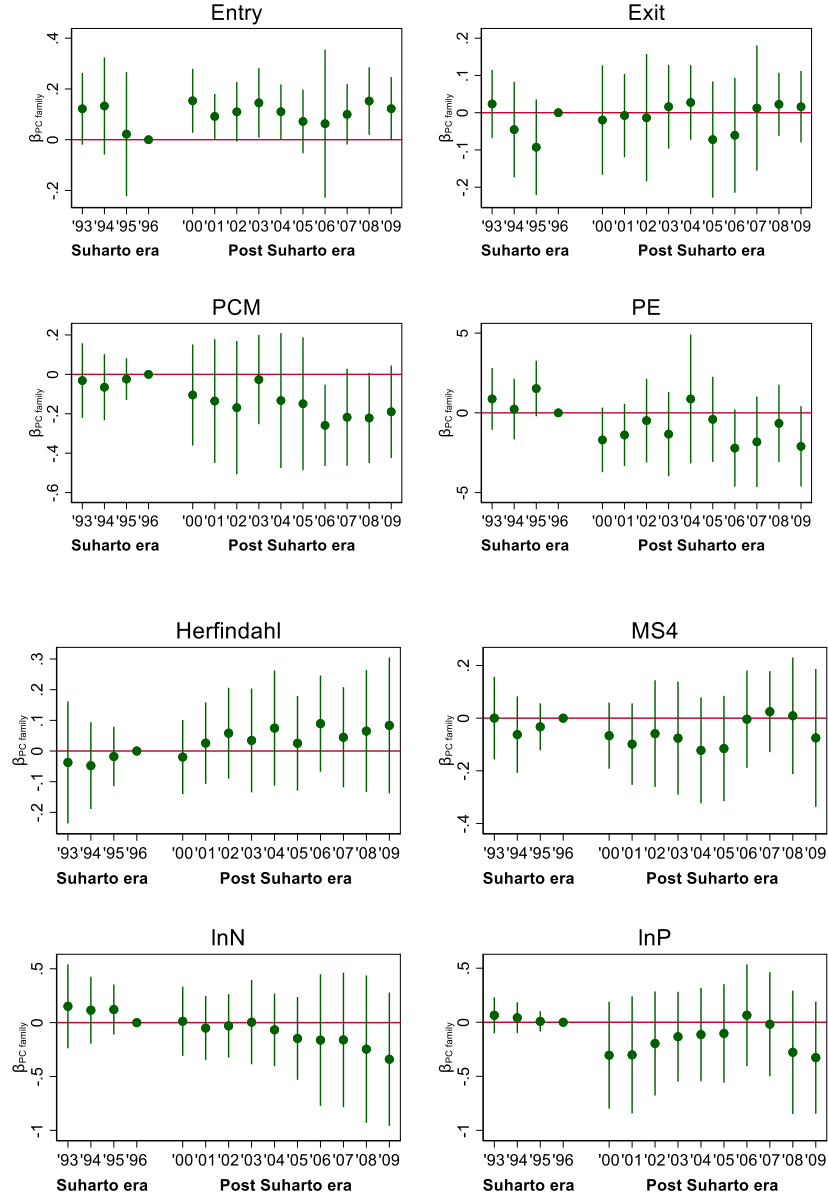 Entry
.4
.2
0
-.2
βPC family
'93 '94 '95 '96 '00 '01 '02 '03 '04 '05 '06 '07 '08 '09
Suharto era Post Suharto era
Exit
.2
.1
0
-.1
-.2
βPC family
'93 '94 '95 '96 '00 '01 '02 '03 '04 '05 '06 '07 '08 '09
Suharto era Post Suharto era
PCM
.2
0
-.2
-.4
-.6
βPC family
'93 '94 '95 '96 '00 '01 '02 '03 '04 '05 '06 '07 '08 '09
Suharto era Post Suharto era
PE
5
0
-5
βPC family
'93 '94 '95 '96 '00 '01 '02 '03 '04 '05 '06 '07 '08 '09
Suharto era Post Suharto era
Herfindahl
.3
.2
.1
0
-.1
-.2
βPC family
'93 '94 '95 '96 '00 '01 '02 '03 '04 '05 '06 '07 '08 '09
Suharto era Post Suharto era
MS4
.2
0
-.2
-.4
βPC family
'93 '94 '95 '96 '00 '01 '02 '03 '04 '05 '06 '07 '08 '09
Suharto era Post Suharto era
lnN
.5
0
-.5
-1
βPC family
'93 '94 '95 '96 '00 '01 '02 '03 '04 '05 '06 '07 '08 '09
Suharto era Post Suharto era
lnP
.5
0
-.5
-1
βPC family
'93 '94 '95 '96 '00 '01 '02 '03 '04 '05 '06 '07 '08 '09
Suharto era Post Suharto era